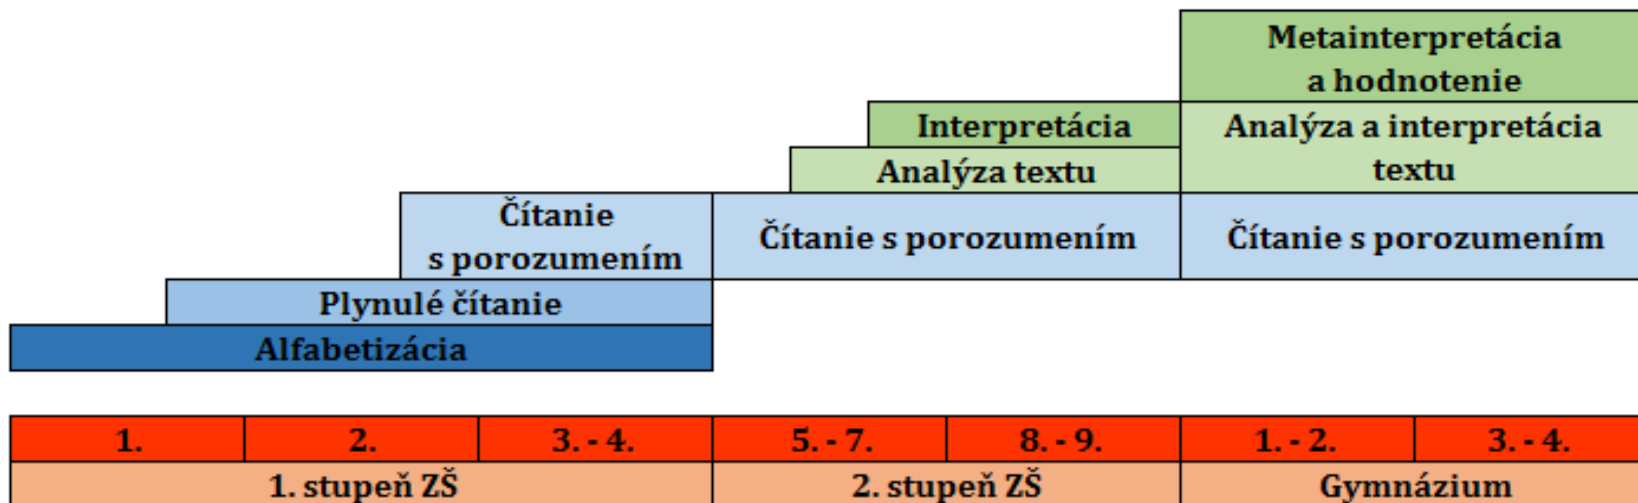 Metainterpretácia
a hodnotenie
Interpretácia
Analýza a interpretácia
textu
Analýza textu
Čítanie
s porozumením
Čítanie s porozumením
Čítanie s porozumením
Plynulé čítanie
Alfabetizácia
1. 2. 3. - 4. 5. - 7. 8. - 9. 1. - 2. 3. - 4.
1. stupeň ZŠ 2. stupeň ZŠ Gymnázium